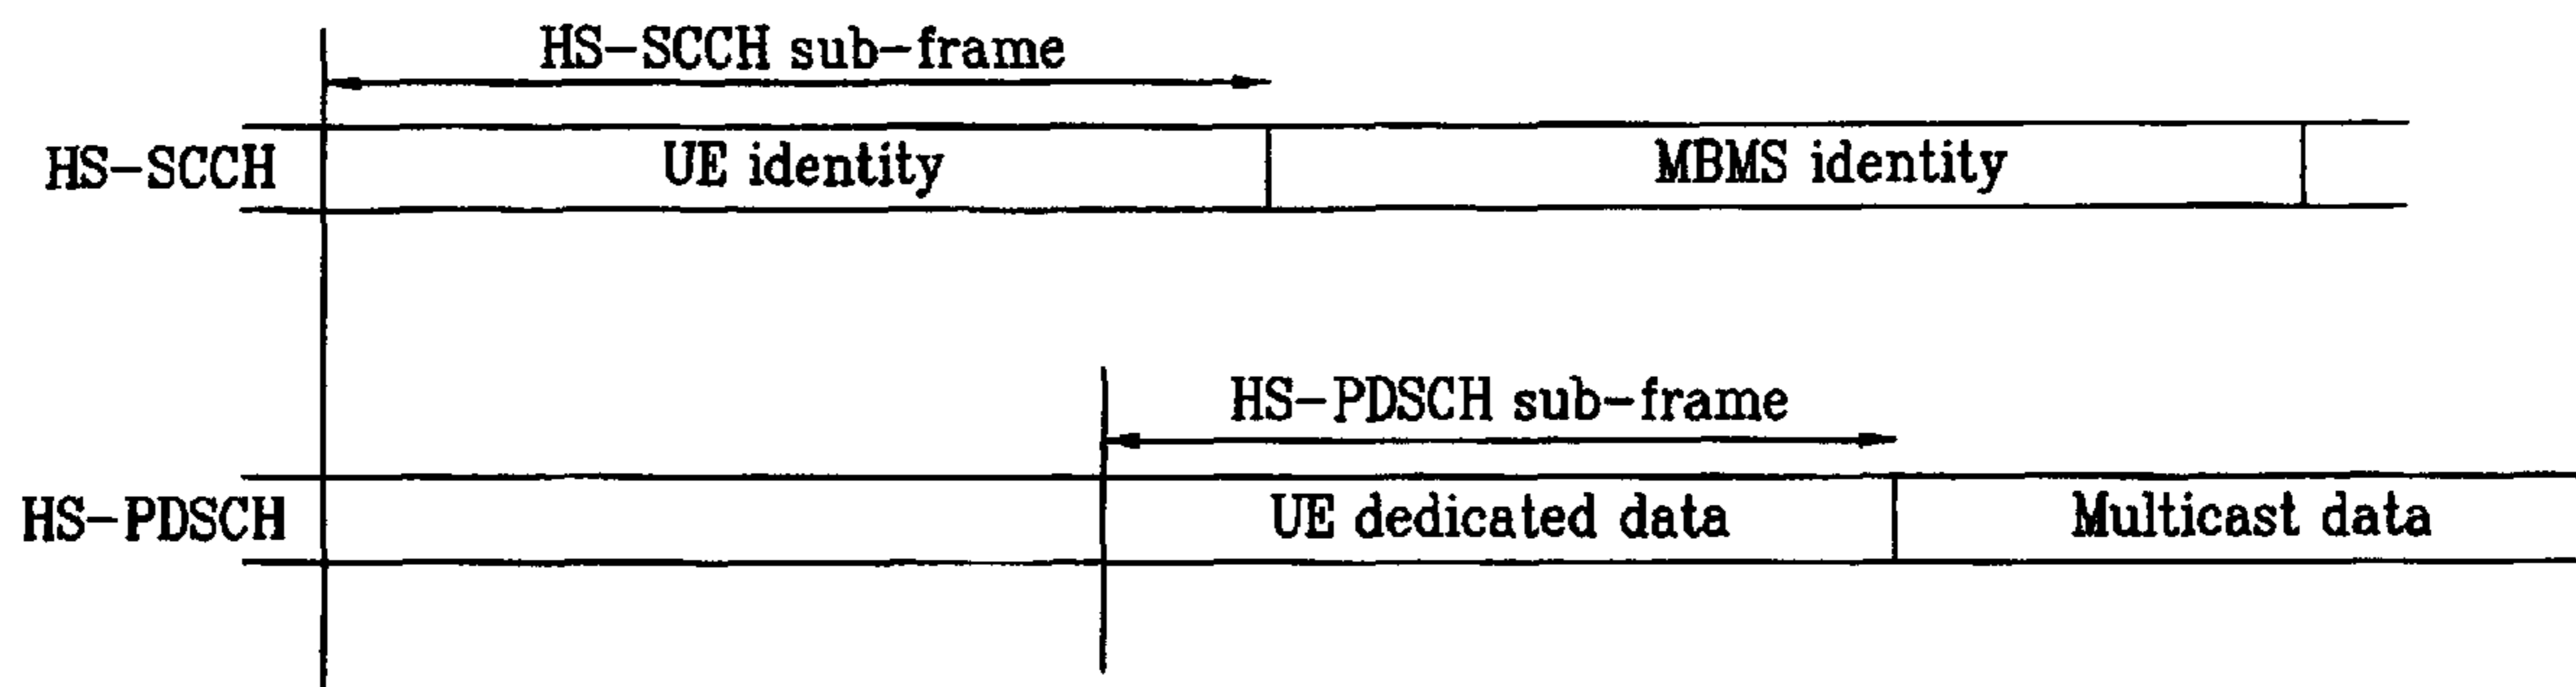 HS-SCCH sub-frame
HS-SCCH UE identity MBMS identity
HS-PDSCH sub-frame
HS-PDSCH UE dedicated data Multicast data